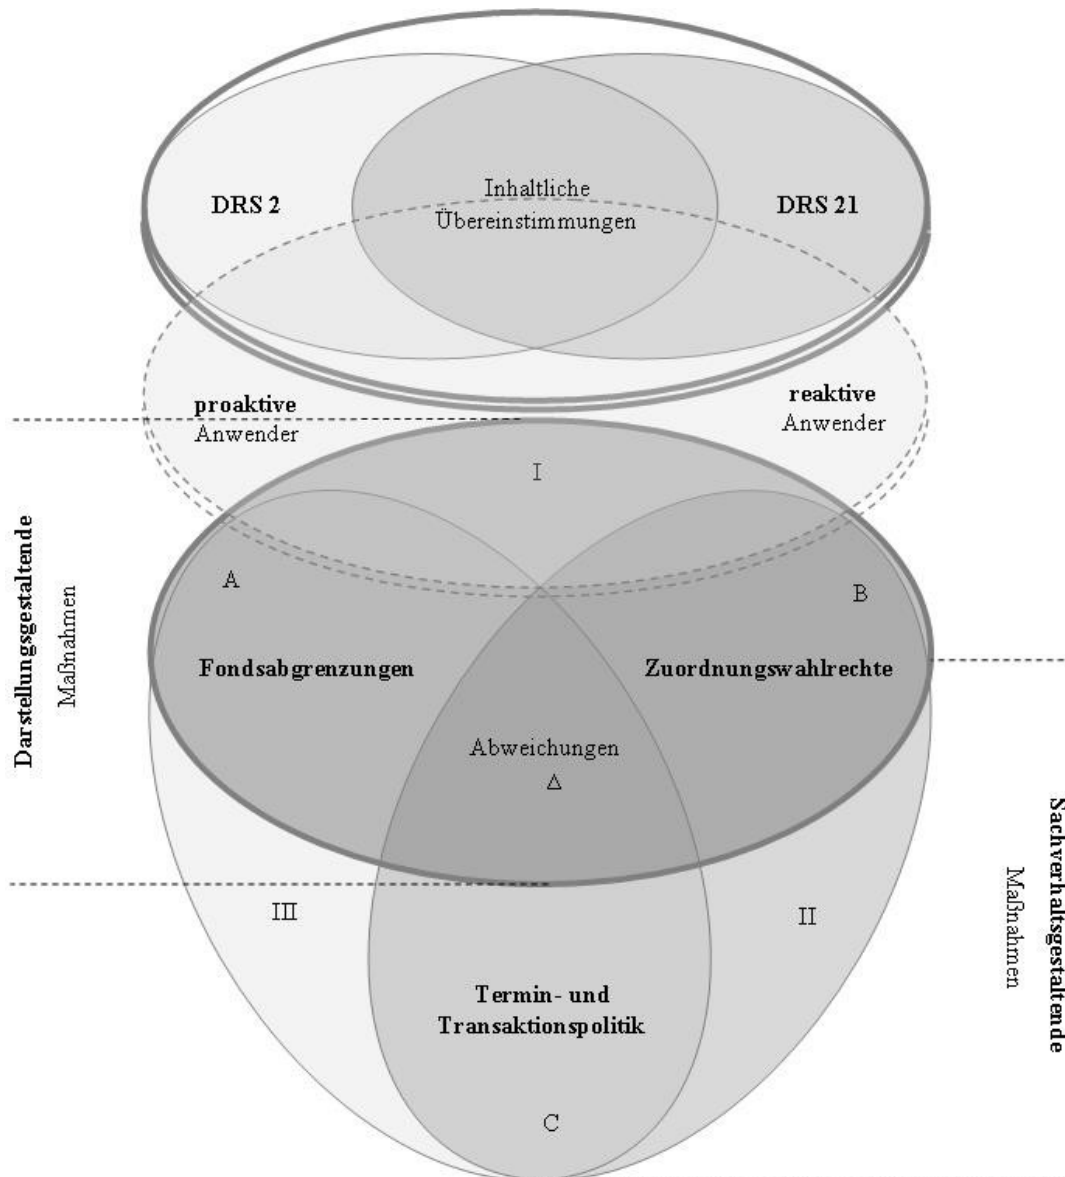 DRS 2
Inhaltliche
Übereinstimmungen
DRS 21
proaktive
Anwender
reaktive
Anwender
I
A
B
Darstellungsgestaltende
Maßnahmen
Fondsabgrenzungen
Zuordnungswahlrechte
Abweichungen
Δ
III
II
Sachverhaltsgestaltende
Maßnahmen
Termin- und
Transaktionspolitik
C